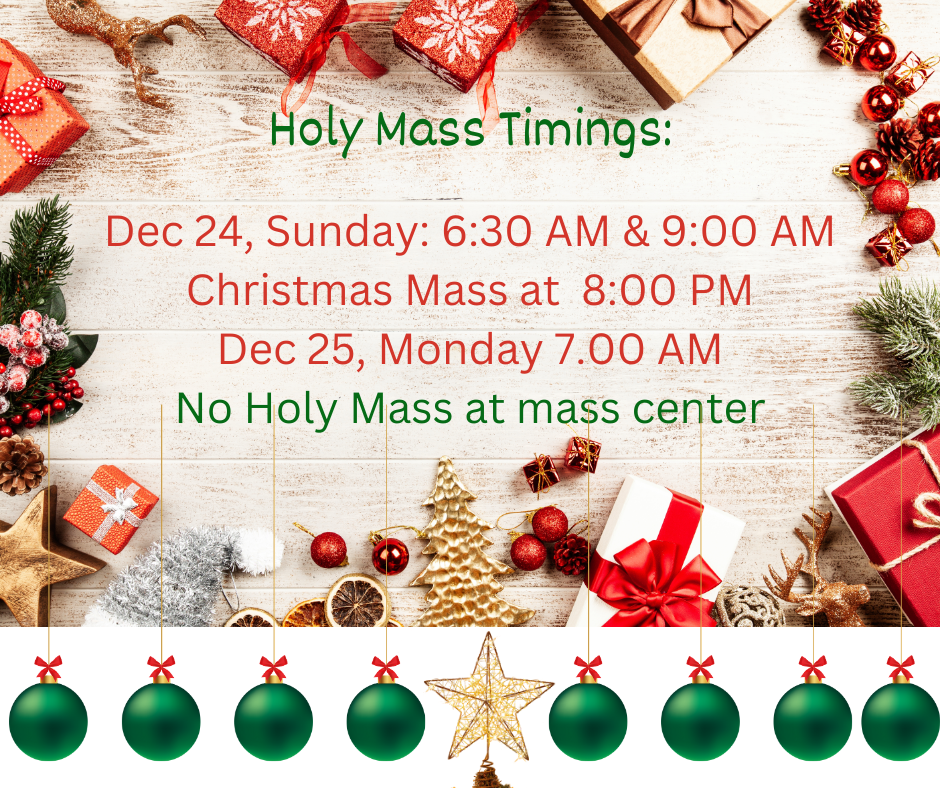 Holy Mass Timings:
Dec 24, Sunday: 6:30 AM & 9:00 AM
Christmas Mass at  8:00 PM
Dec 25, Monday 7.00 AM
No Holy Mass at mass center